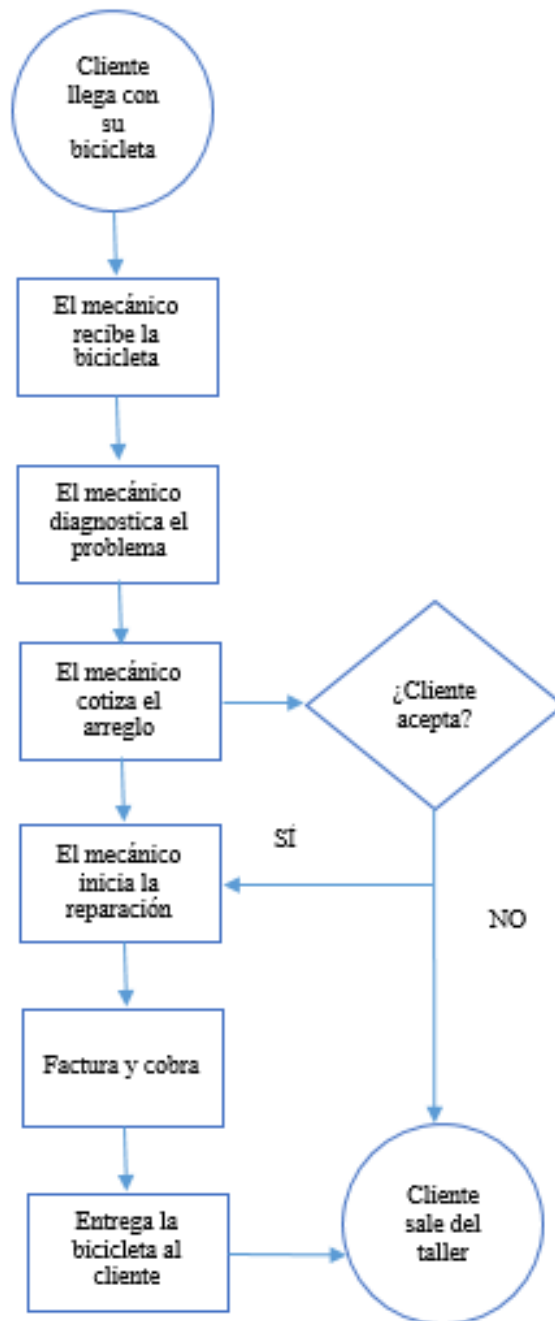 Cliente
llega con
su
bicicleta
El mecánico
recibe la
bicicleta
El mecánico
diagnostica el
problema
El mecánico
cotiza el
arreglo
¿Cliente
acepta?
SÍ
El mecánico
inicia la
reparación
NO
Factura y cobra
Entrega la
bicicleta al
cliente
Cliente
sale del
taller